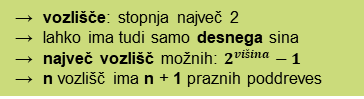 → vozlišče: stopnja največ 2
→ lahko ima tudi samo desnega sina
→ največ vozlišč možnih: 2^višina − 1
→ n vozlišč ima n + 1 praznih poddreves